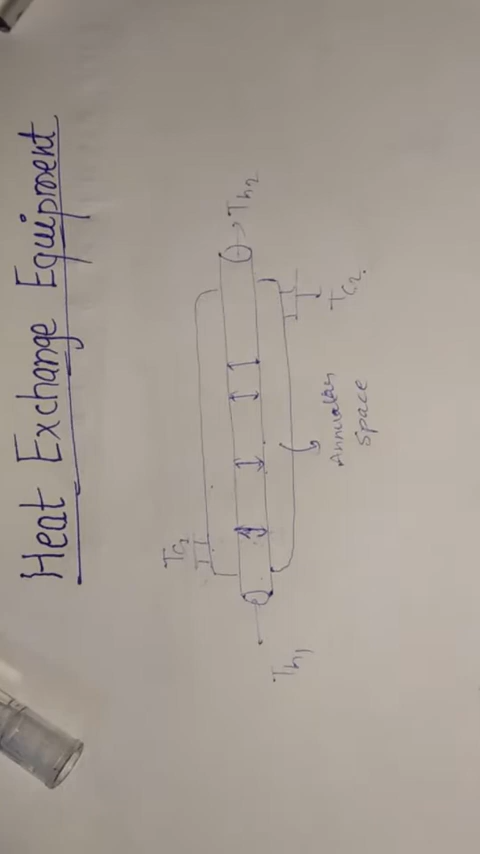 Heat Exchange Equipment
Tc1
Th1
Th2
Tc2
Annular
Space